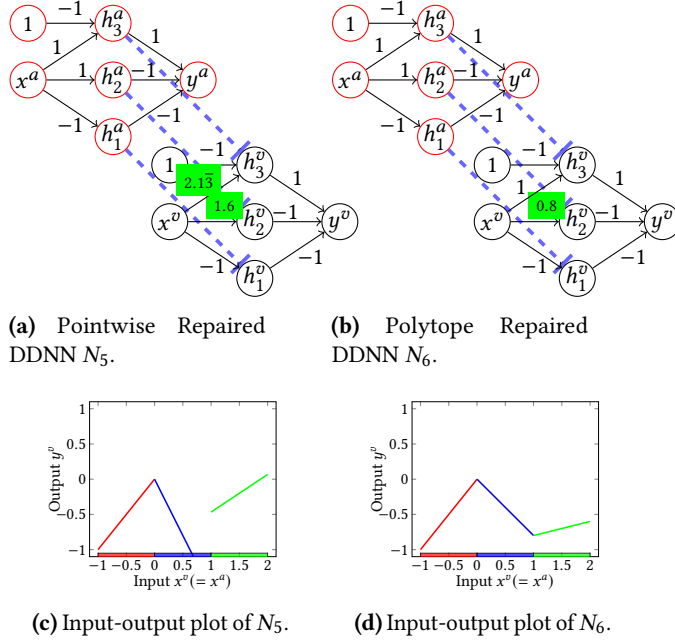 1 −1 h₃ᵃ −1 h₃ᵃ 1
1 1 1 1
xᵃ 1 h₂ᵃ −1 yᵃ xᵃ 1 h₂ᵃ −1 yᵃ
−1 −1 −1 −1
h₁ᵃ h₁ᵃ
1 −1 h₃ᵛ 1 −1 h₃ᵛ
2.13̅ 1 1 1
xᵛ 1.6 h₂ᵛ −1 yᵛ xᵛ 0.8 h₂ᵛ −1 yᵛ
−1 −1 −1 −1
h₁ᵛ h₁ᵛ
(a) Pointwise Repaired
DDNN N₅.
(b) Polytope Repaired
DDNN N₆.
Output yᵛ
1
0.5
0
−0.5
−1
−1 −0.5 0 0.5 1 1.5 2
Input xᵛ(= xᵃ)
(c) Input-output plot of N₅.
Output yᵛ
1
0.5
0
−0.5
−1
−1 −0.5 0 0.5 1 1.5 2
Input xᵛ(= xᵃ)
(d) Input-output plot of N₆.